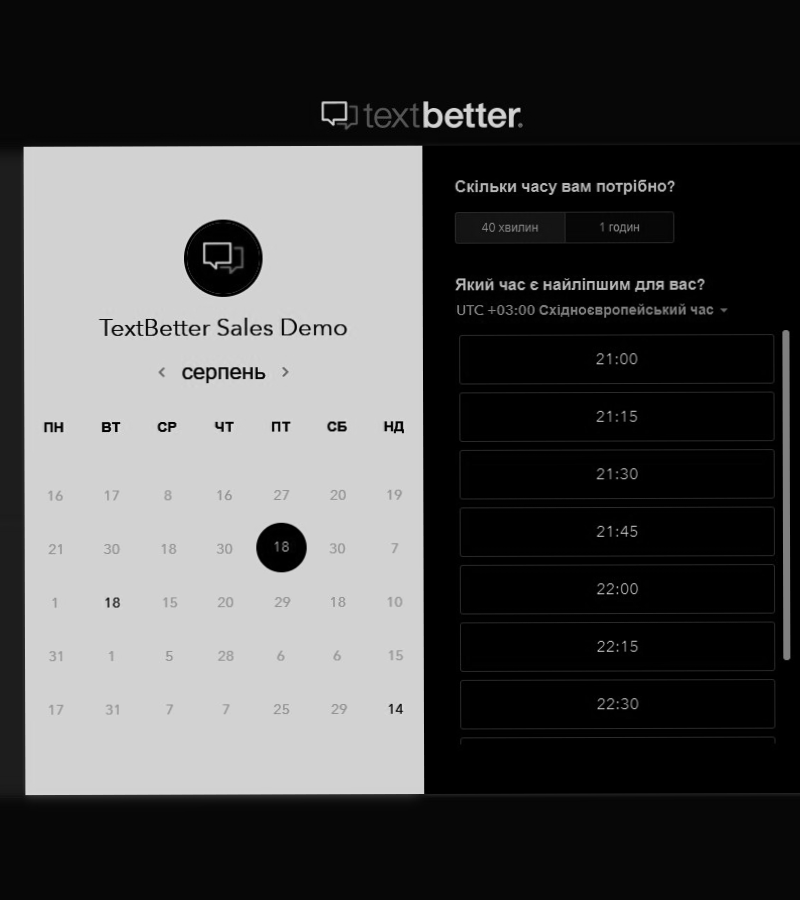 textbetter.
TextBetter Sales Demo
серпень
ПН ВТ СР ЧТ ПТ СБ НД
16 17 8 16 27 20 19
21 30 18 30 18 30 7
1 18 15 20 29 18 10
31 1 5 28 6 6 15
17 31 7 7 25 29 14
Скільки часу вам потрібно?
40 хвилин 1 годин
Який час є найліпшим для вас?
UTC +03:00 Східноєвропейський час
21:00
21:15
21:30
21:45
22:00
22:15
22:30